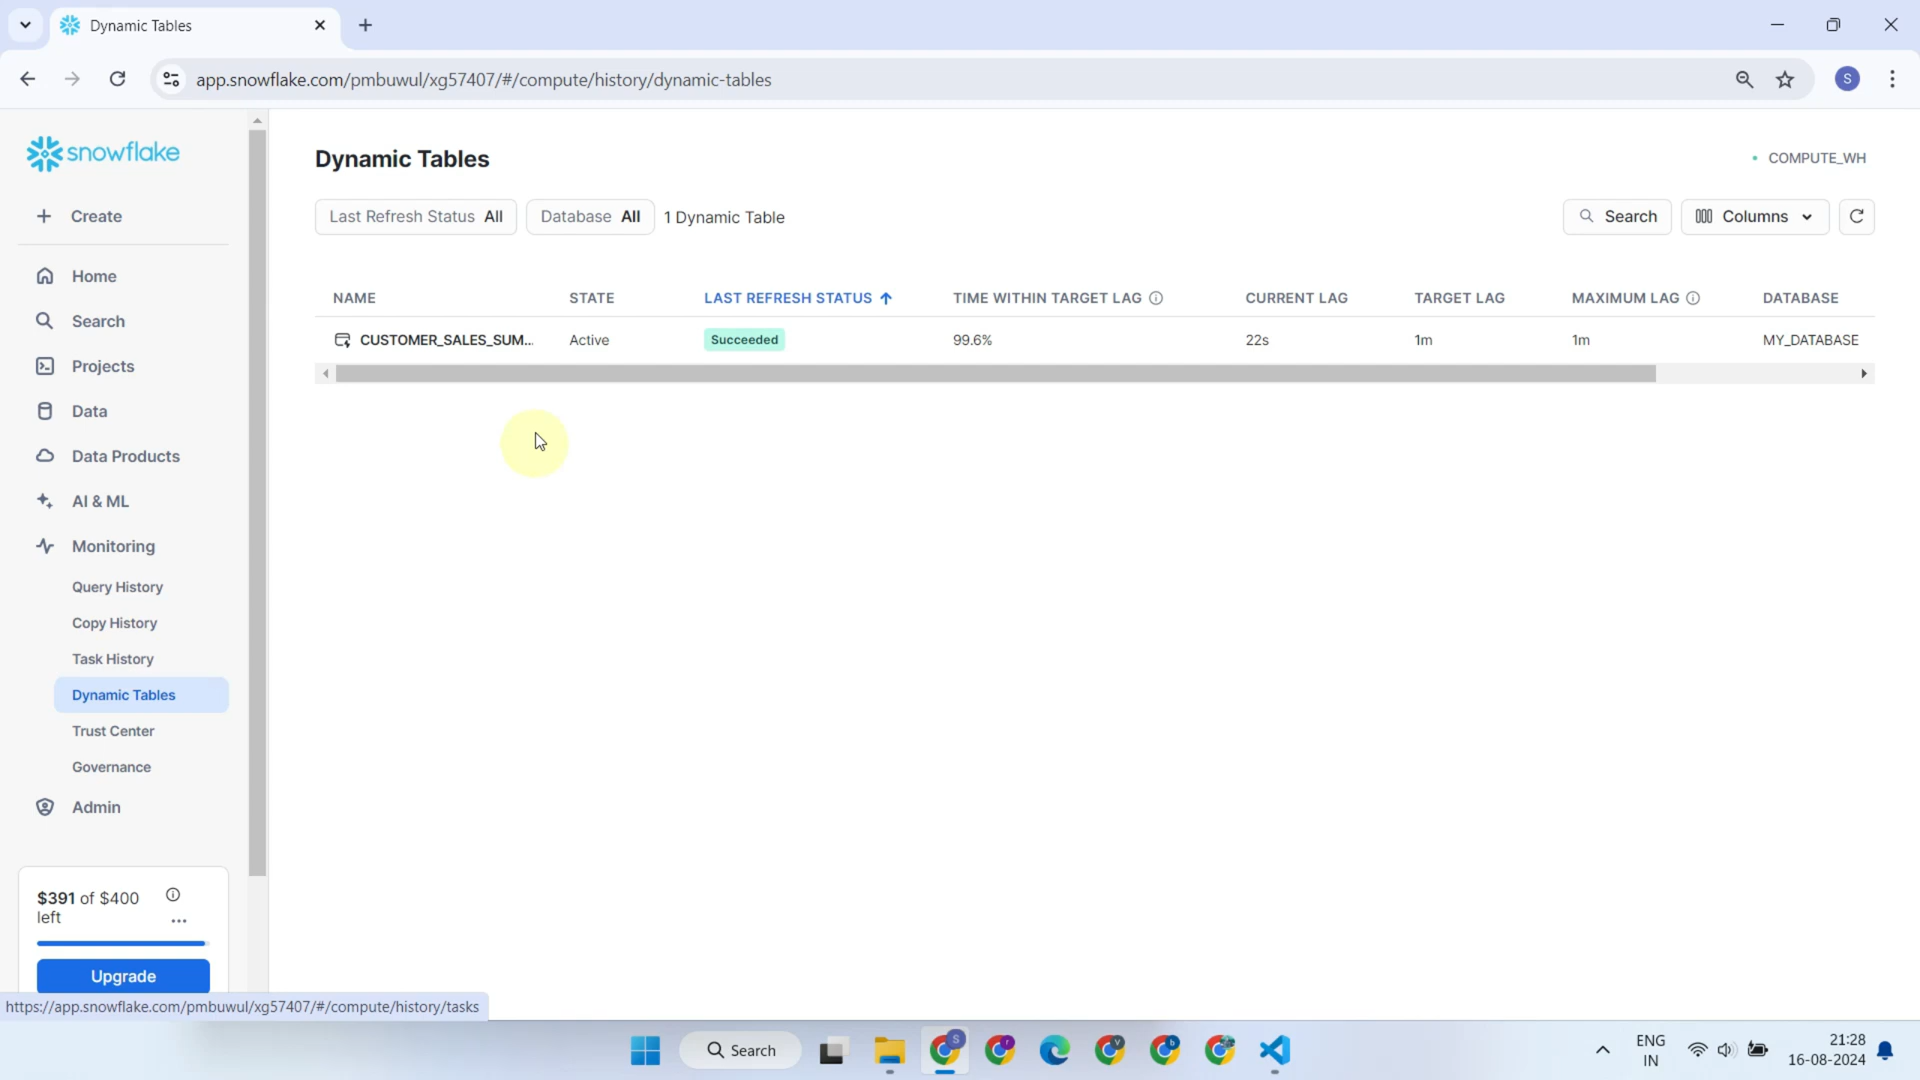 Dynamic Tables
app.snowflake.com/pmbuwul/xg57407/#/compute/history/dynamic-tables
S
snowflake
Create
Home
Search
Projects
Data
Data Products
AI & ML
Monitoring
Query History
Copy History
Task History
Dynamic Tables
Trust Center
Governance
Admin
$391 of $400
left
Upgrade
https://app.snowflake.com/pmbuwul/xg57407/#/compute/history/tasks
Dynamic Tables
COMPUTE_WH
Last Refresh Status All
Database All
1 Dynamic Table
Search
Columns
NAME STATE LAST REFRESH STATUS TIME WITHIN TARGET LAG CURRENT LAG TARGET LAG MAXIMUM LAG DATABASE
CUSTOMER_SALES_SUM... Active Succeeded 99.6% 22s 1m 1m MY_DATABASE
Search
S
r
V
b
ENG
IN
21:28
16-08-2024